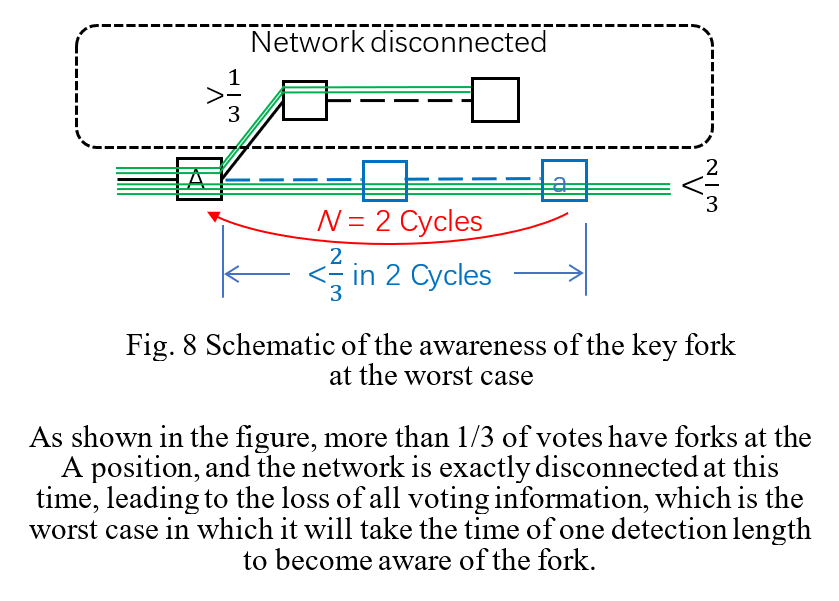 Network disconnected
>1/3
A
a
<2/3
N = 2 Cycles
<2/3 in 2 Cycles
Fig. 8 Schematic of the awareness of the key fork
at the worst case
As shown in the figure, more than 1/3 of votes have forks at the
A position, and the network is exactly disconnected at this
time, leading to the loss of all voting information, which is the
worst case in which it will take the time of one detection length
to become aware of the fork.